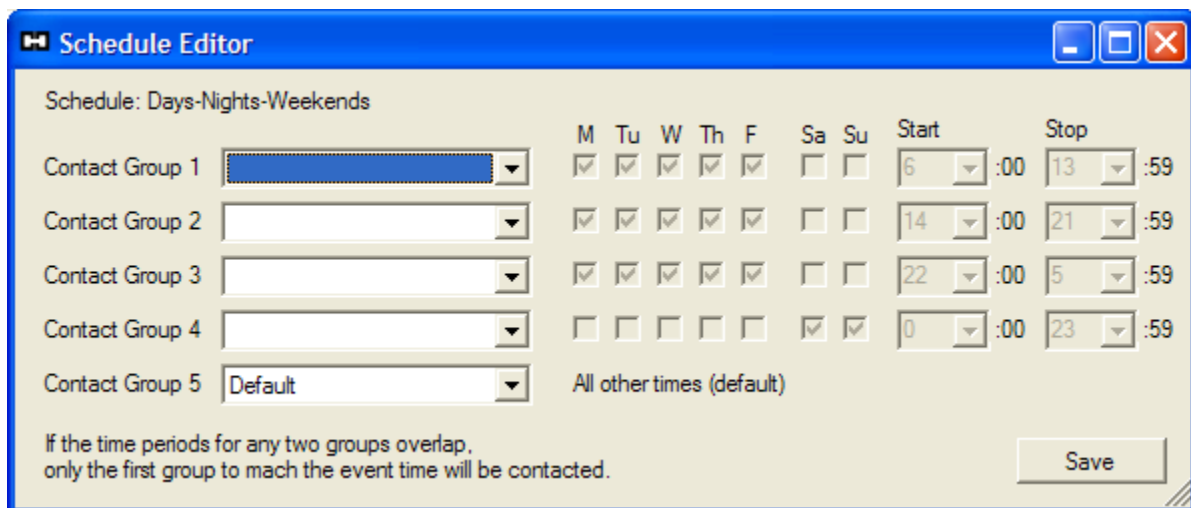 Schedule Editor
Schedule: Days-Nights-Weekends
M Tu W Th F Sa Su Start Stop
Contact Group 1 6 :00 13 :59
Contact Group 2 14 :00 21 :59
Contact Group 3 22 :00 5 :59
Contact Group 4 0 :00 23 :59
Contact Group 5 Default All other times (default)
If the time periods for any two groups overlap,
only the first group to mach the event time will be contacted.
Save